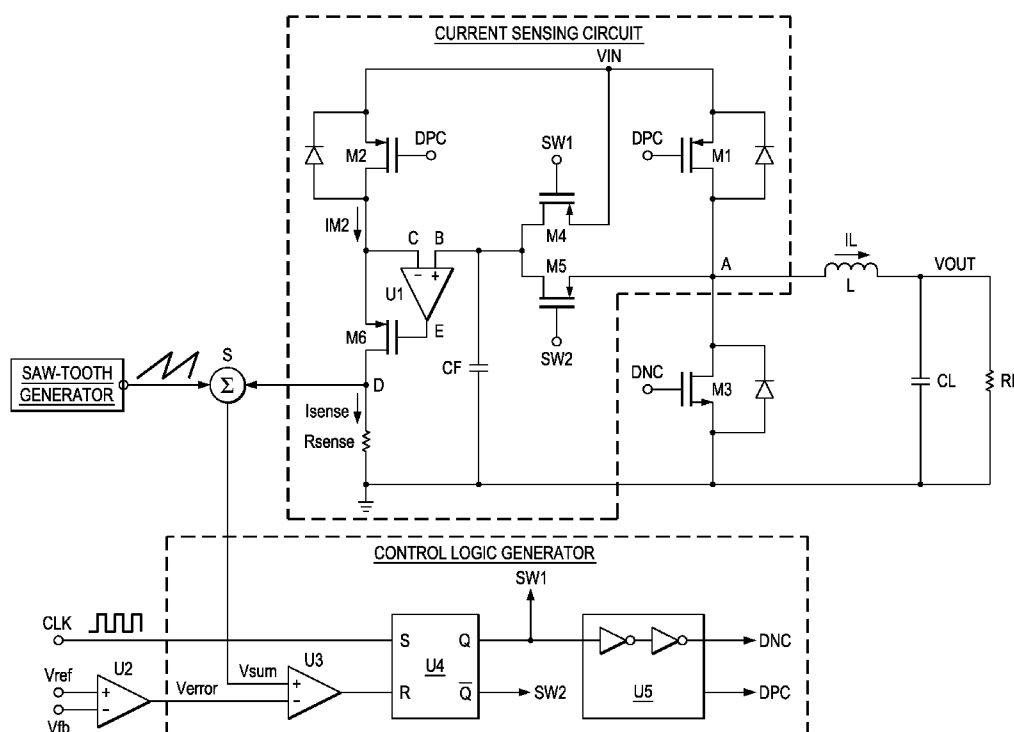 CURRENT SENSING CIRCUIT
VIN
DPC
M2
SW1
DPC
M1
IM2
C
B
M4
M5
A
IL
VOUT
U1
L
M6
E
SW2
S
CF
DNC
M3
CL
SAW-TOOTH
GENERATOR
Σ
D
Isense
Rsense
CONTROL LOGIC GENERATOR
SW1
CLK
S
Q
DNC
U4
U3
U2
Vref
Vsum
+
+
Verror
R
Q
SW2
U5
DPC
Vfb